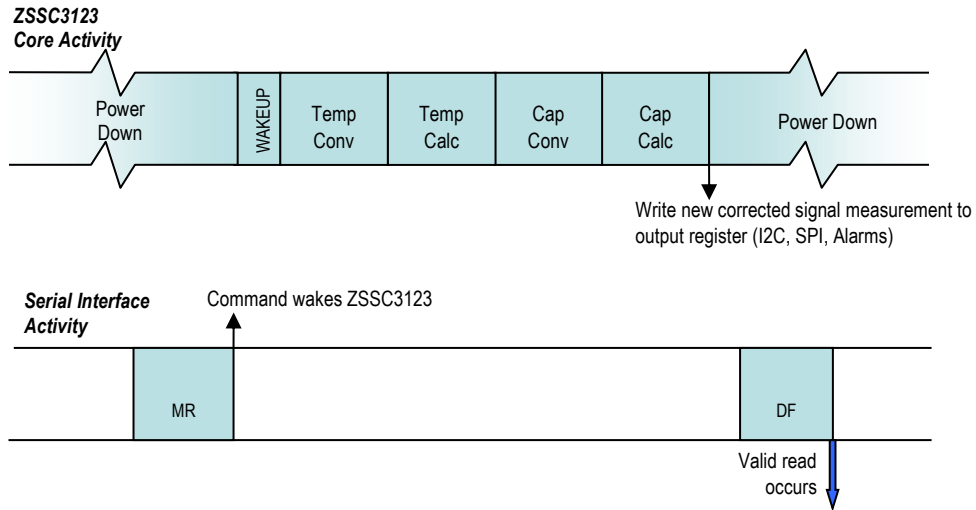 ZSSC3123
Core Activity
Power
Down
WAKEUP
Temp
Conv
Temp
Calc
Cap
Conv
Cap
Calc
Power Down
Write new corrected signal measurement to
output register (I2C, SPI, Alarms)
Serial Interface
Activity
Command wakes ZSSC3123
MR
DF
Valid read
occurs